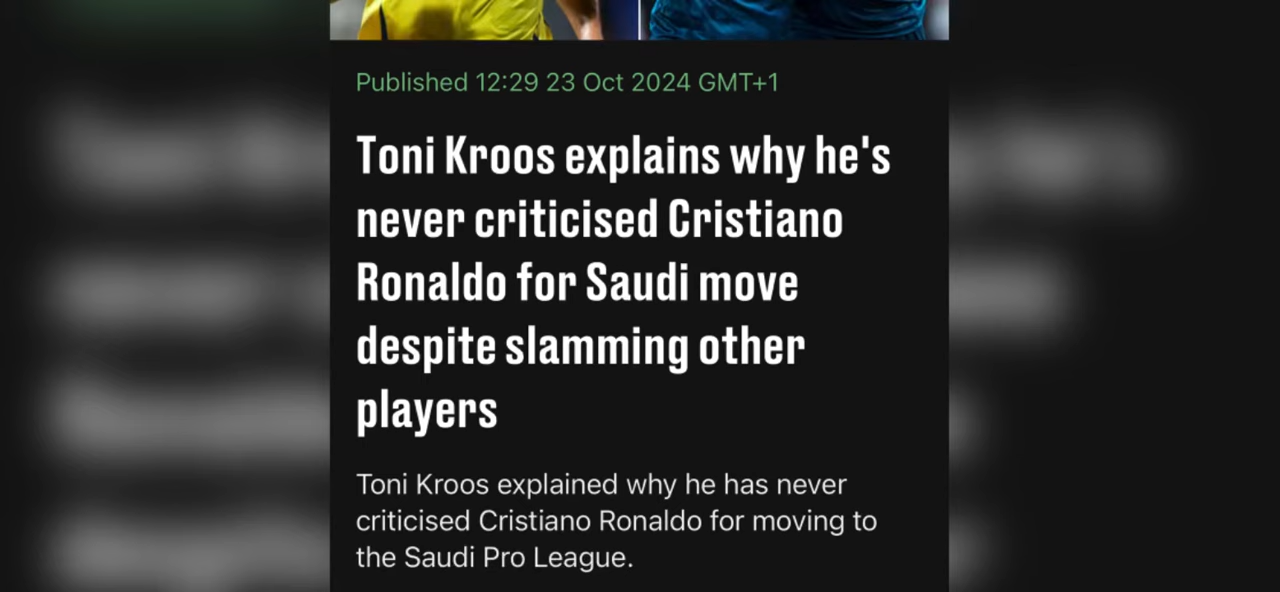 Published 12:29 23 Oct 2024 GMT+1
Toni Kroos explains why he's
never criticised Cristiano
Ronaldo for Saudi move
despite slamming other
players
Toni Kroos explained why he has never
criticised Cristiano Ronaldo for moving to
the Saudi Pro League.